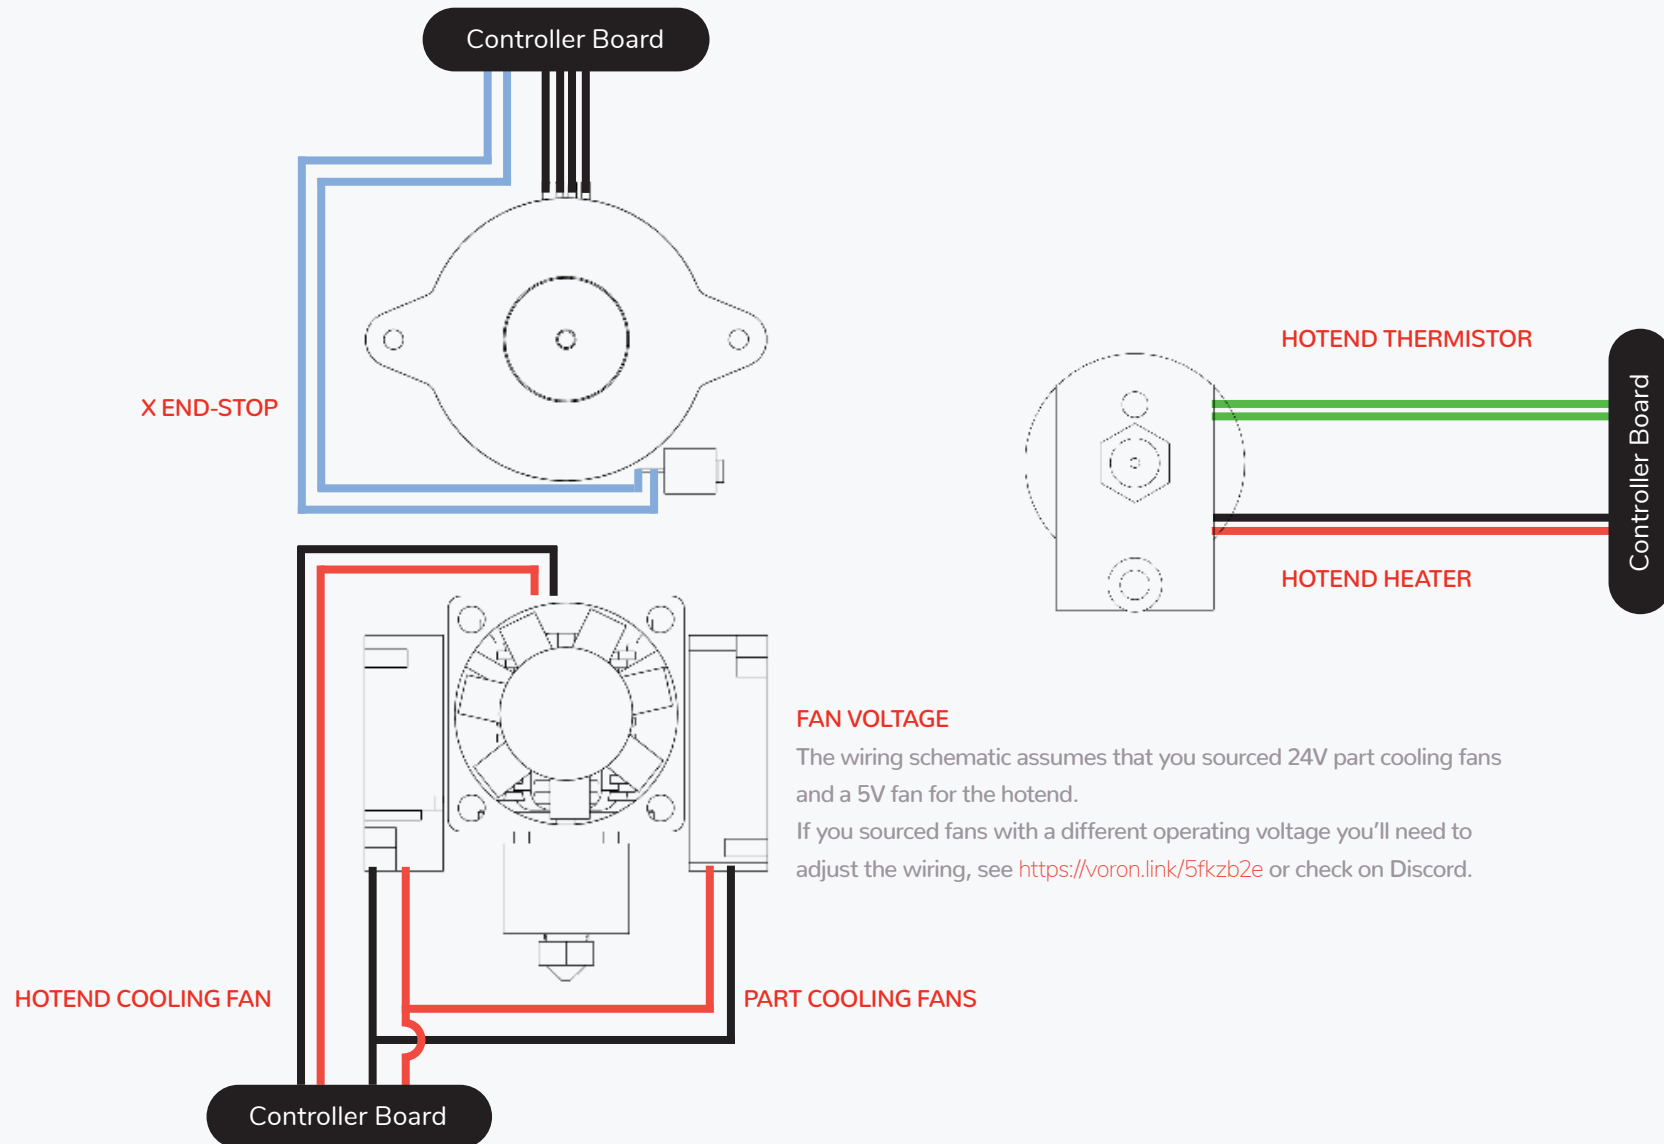 Controller Board
HOTEND THERMISTOR
Controller Board
X END-STOP
HOTEND HEATER
FAN VOLTAGE
The wiring schematic assumes that you sourced 24V part cooling fans
and a 5V fan for the hotend.
If you sourced fans with a different operating voltage you’ll need to
adjust the wiring, see https://voron.link/5fkzb2e or check on Discord.
HOTEND COOLING FAN
PART COOLING FANS
Controller Board